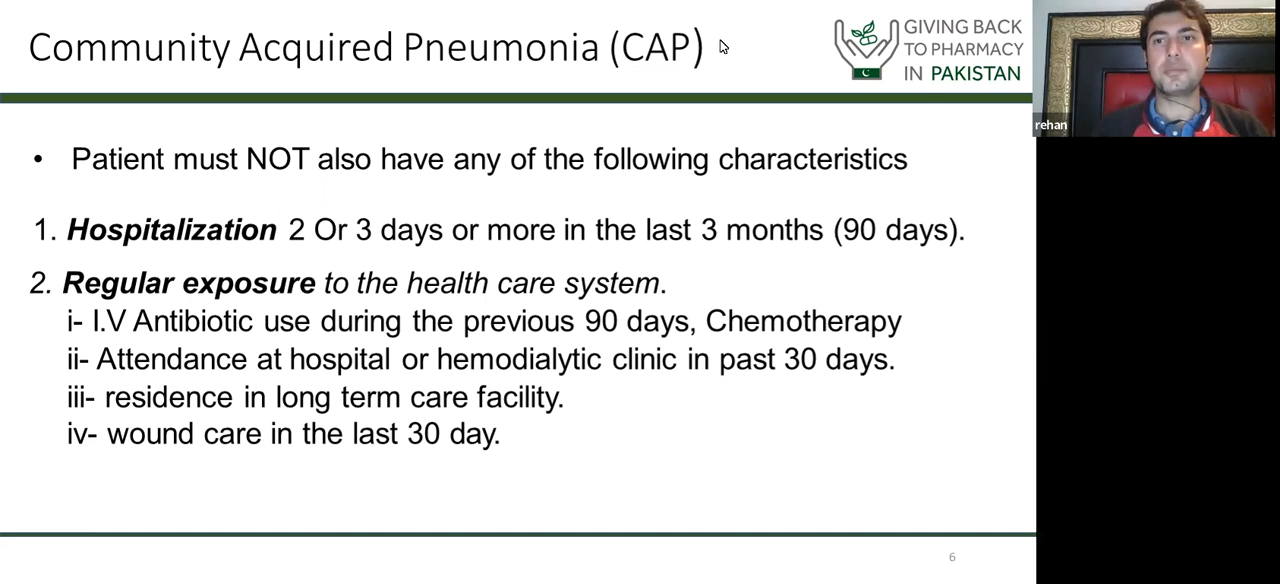 Community Acquired Pneumonia (CAP)
GIVING BACK
TO PHARMACY
IN PAKISTAN
rehan
• Patient must NOT also have any of the following characteristics
1. Hospitalization 2 Or 3 days or more in the last 3 months (90 days).
2. Regular exposure to the health care system.
i- I.V Antibiotic use during the previous 90 days, Chemotherapy
ii- Attendance at hospital or hemodialytic clinic in past 30 days.
iii- residence in long term care facility.
iv- wound care in the last 30 day.
6